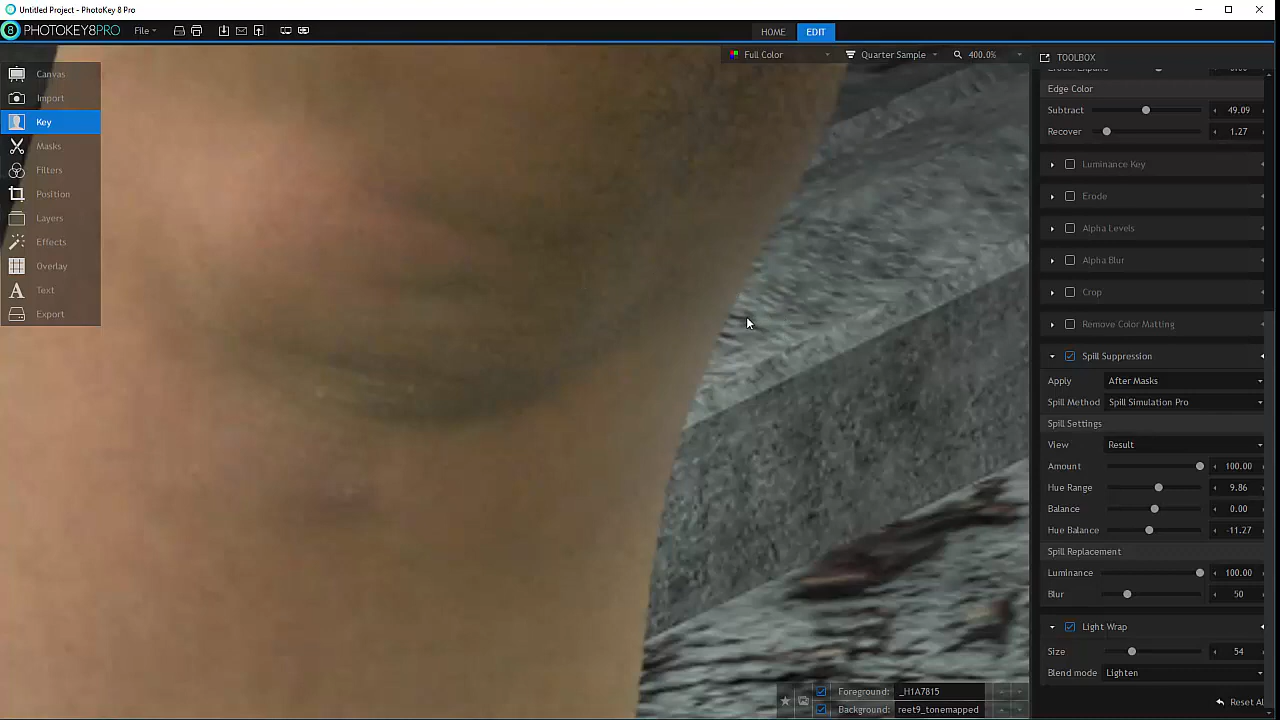 Untitled Project - PhotoKey 8 Pro
8 PHOTOKEY8PRO File HOME EDIT
Full Color Quarter Sample 400.0% TOOLBOX
Canvas
Import
Key
Masks
Filters
Position
Layers
Effects
Overlay
Text
Export
Edge Color
Subtract 49.09
Recover 1.27
Luminance Key
Erode
Alpha Levels
Alpha Blur
Crop
Remove Color Matting
Spill Suppression
Apply After Masks
Spill Method Spill Simulation Pro
Spill Settings
View Result
Amount 100.00
Hue Range 9.86
Balance 0.00
Hue Balance -11.27
Spill Replacement
Luminance 100.00
Blur 50
Light Wrap
Size 54
Blend mode Lighten
Foreground: _H1A7B15
Background: reet9_tonemapped
Reset Al